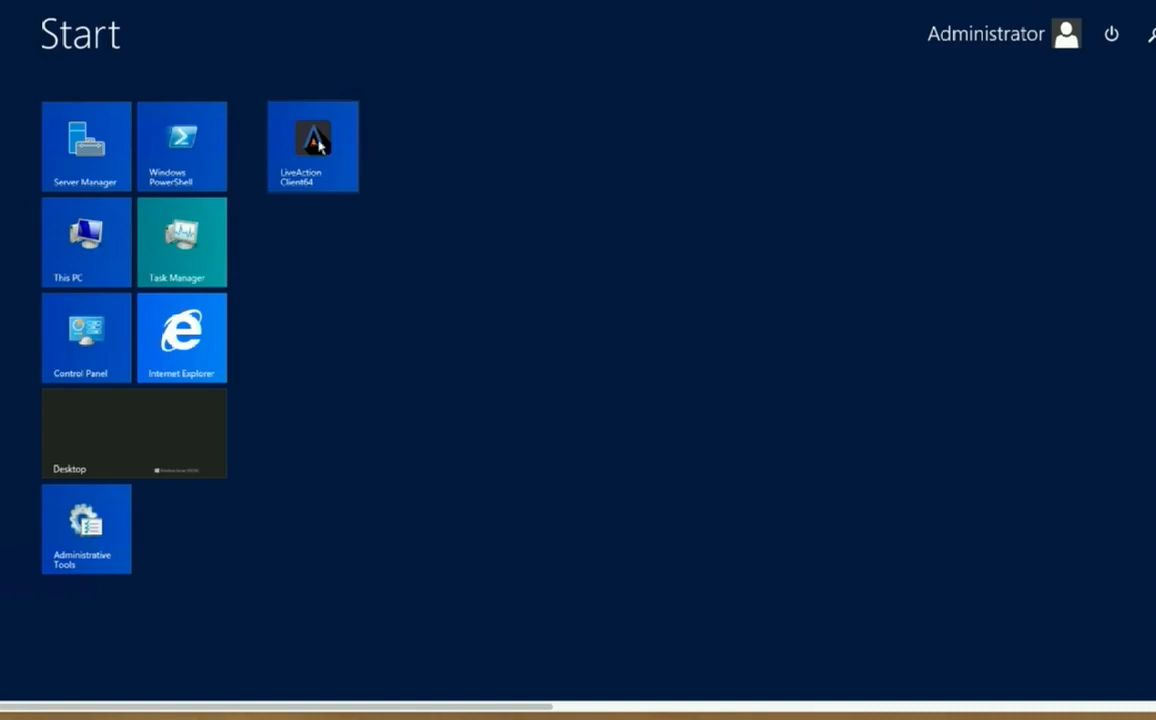 Start
Administrator
Server Manager
Windows
PowerShell
LiveAction
Client64
This PC
Task Manager
Control Panel
Internet Explorer
Desktop
Administrative
Tools